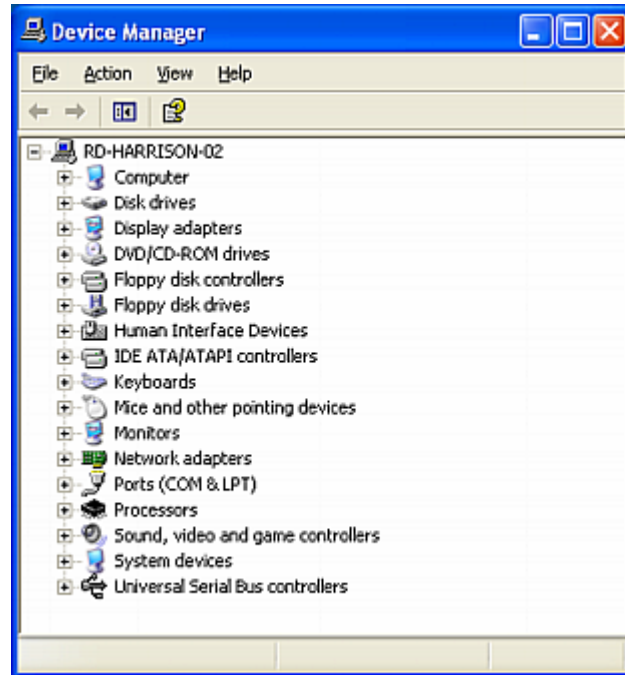 Device Manager
File Action View Help
RD-HARRISON-02
Computer
Disk drives
Display adapters
DVD/CD-ROM drives
Floppy disk controllers
Floppy disk drives
Human Interface Devices
IDE ATA/ATAPI controllers
Keyboards
Mice and other pointing devices
Monitors
Network adapters
Ports (COM & LPT)
Processors
Sound, video and game controllers
System devices
Universal Serial Bus controllers